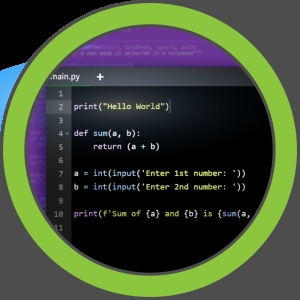 main.py +
1
2 print("Hello World")
3
4 def sum(a, b):
5 return (a + b)
6
7 a = int(input('Enter 1st number: '))
8 b = int(input('Enter 2nd number: '))
9
10 print(f'Sum of {a} and {b} is {sum(a,
11